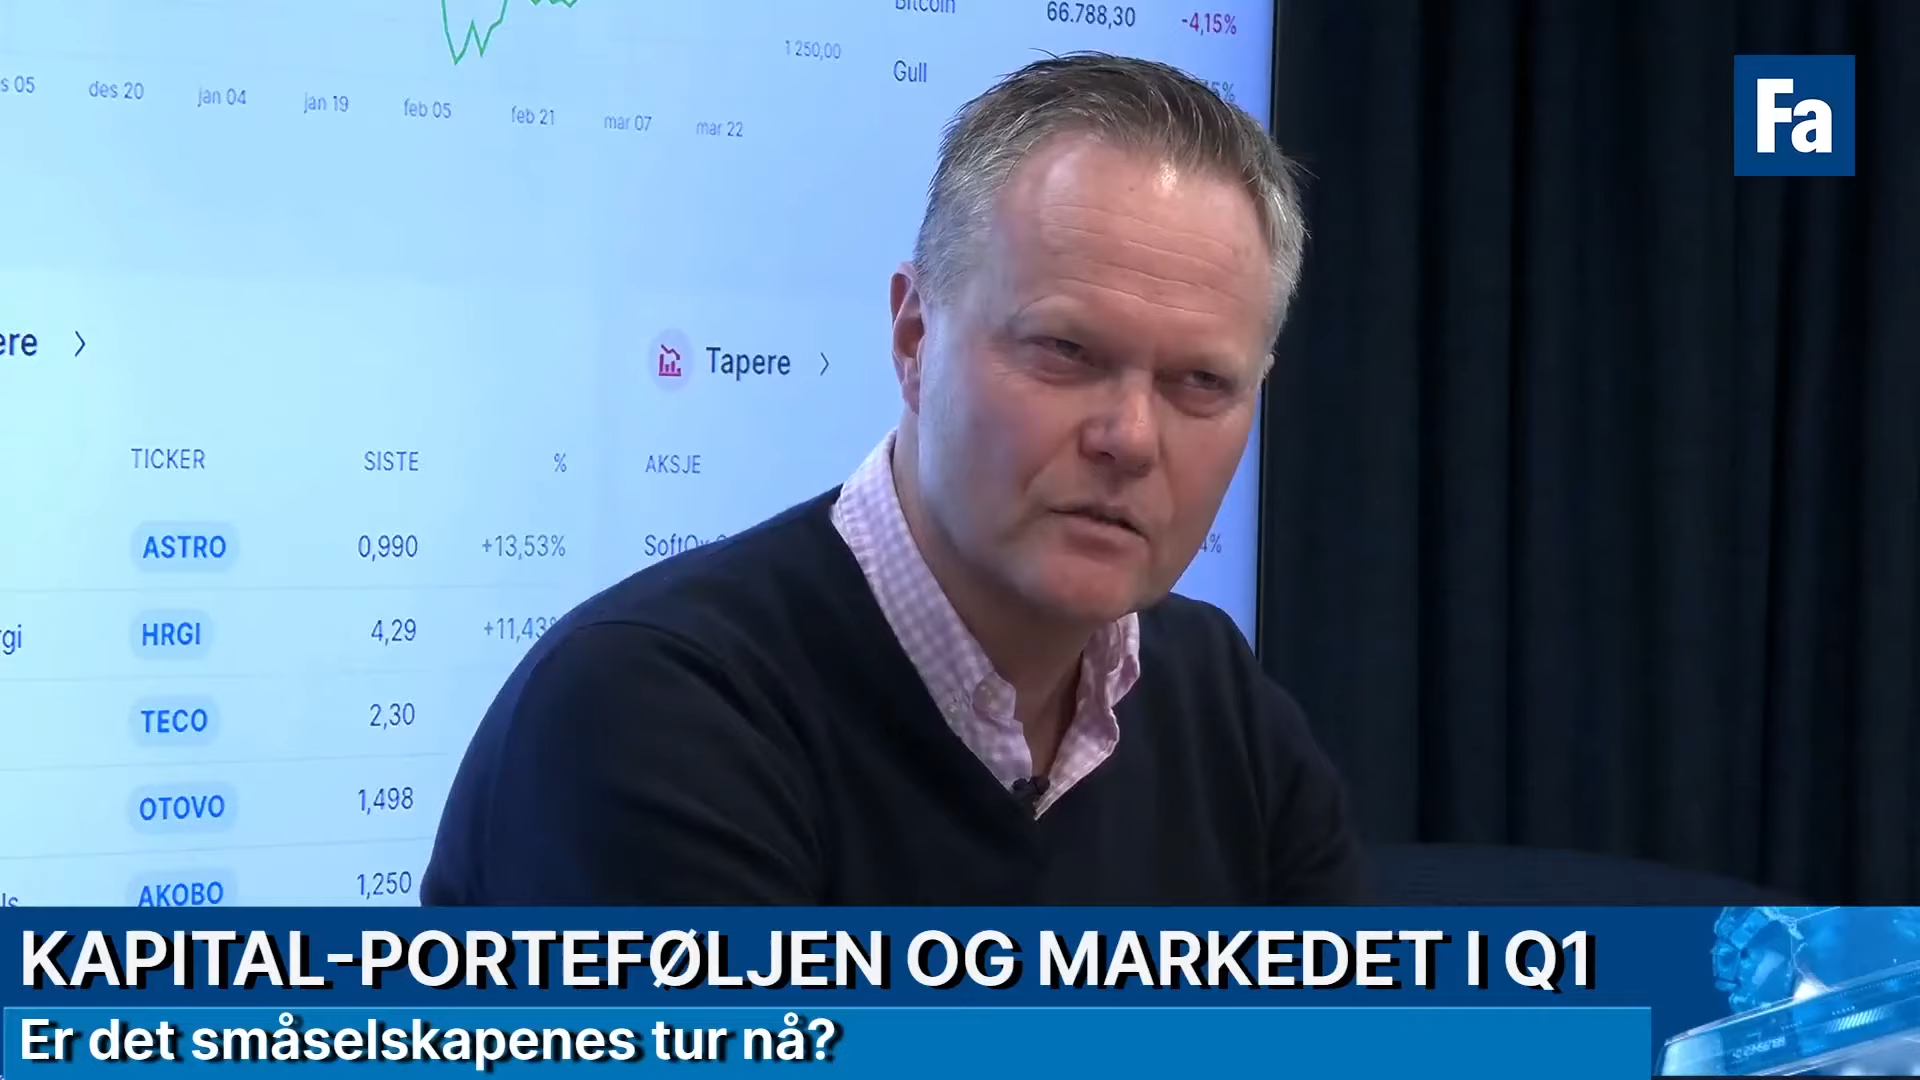 Bitcoin 66.788,30 -4,15%
1 250,00
Gull
Fa
des 20 jan 04 jan 19 feb 05 feb 21 mar 07 mar 22
Tapere
TICKER SISTE % AKSJE
ASTRO 0,990 +13,53%
HRGI 4,29 +11,43%
TECO 2,30
OTOVO 1,498
AKOBO 1,250
KAPITAL-PORTEFØLJEN OG MARKEDET I Q1
Er det småselskapenes tur nå?